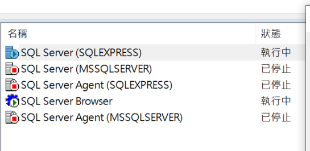 名稱 狀態
SQL Server (SQLEXPRESS) 執行中
SQL Server (MSSQLSERVER) 已停止
SQL Server Agent (SQLEXPRESS) 已停止
SQL Server Browser 執行中
SQL Server Agent (MSSQLSERVER) 已停止